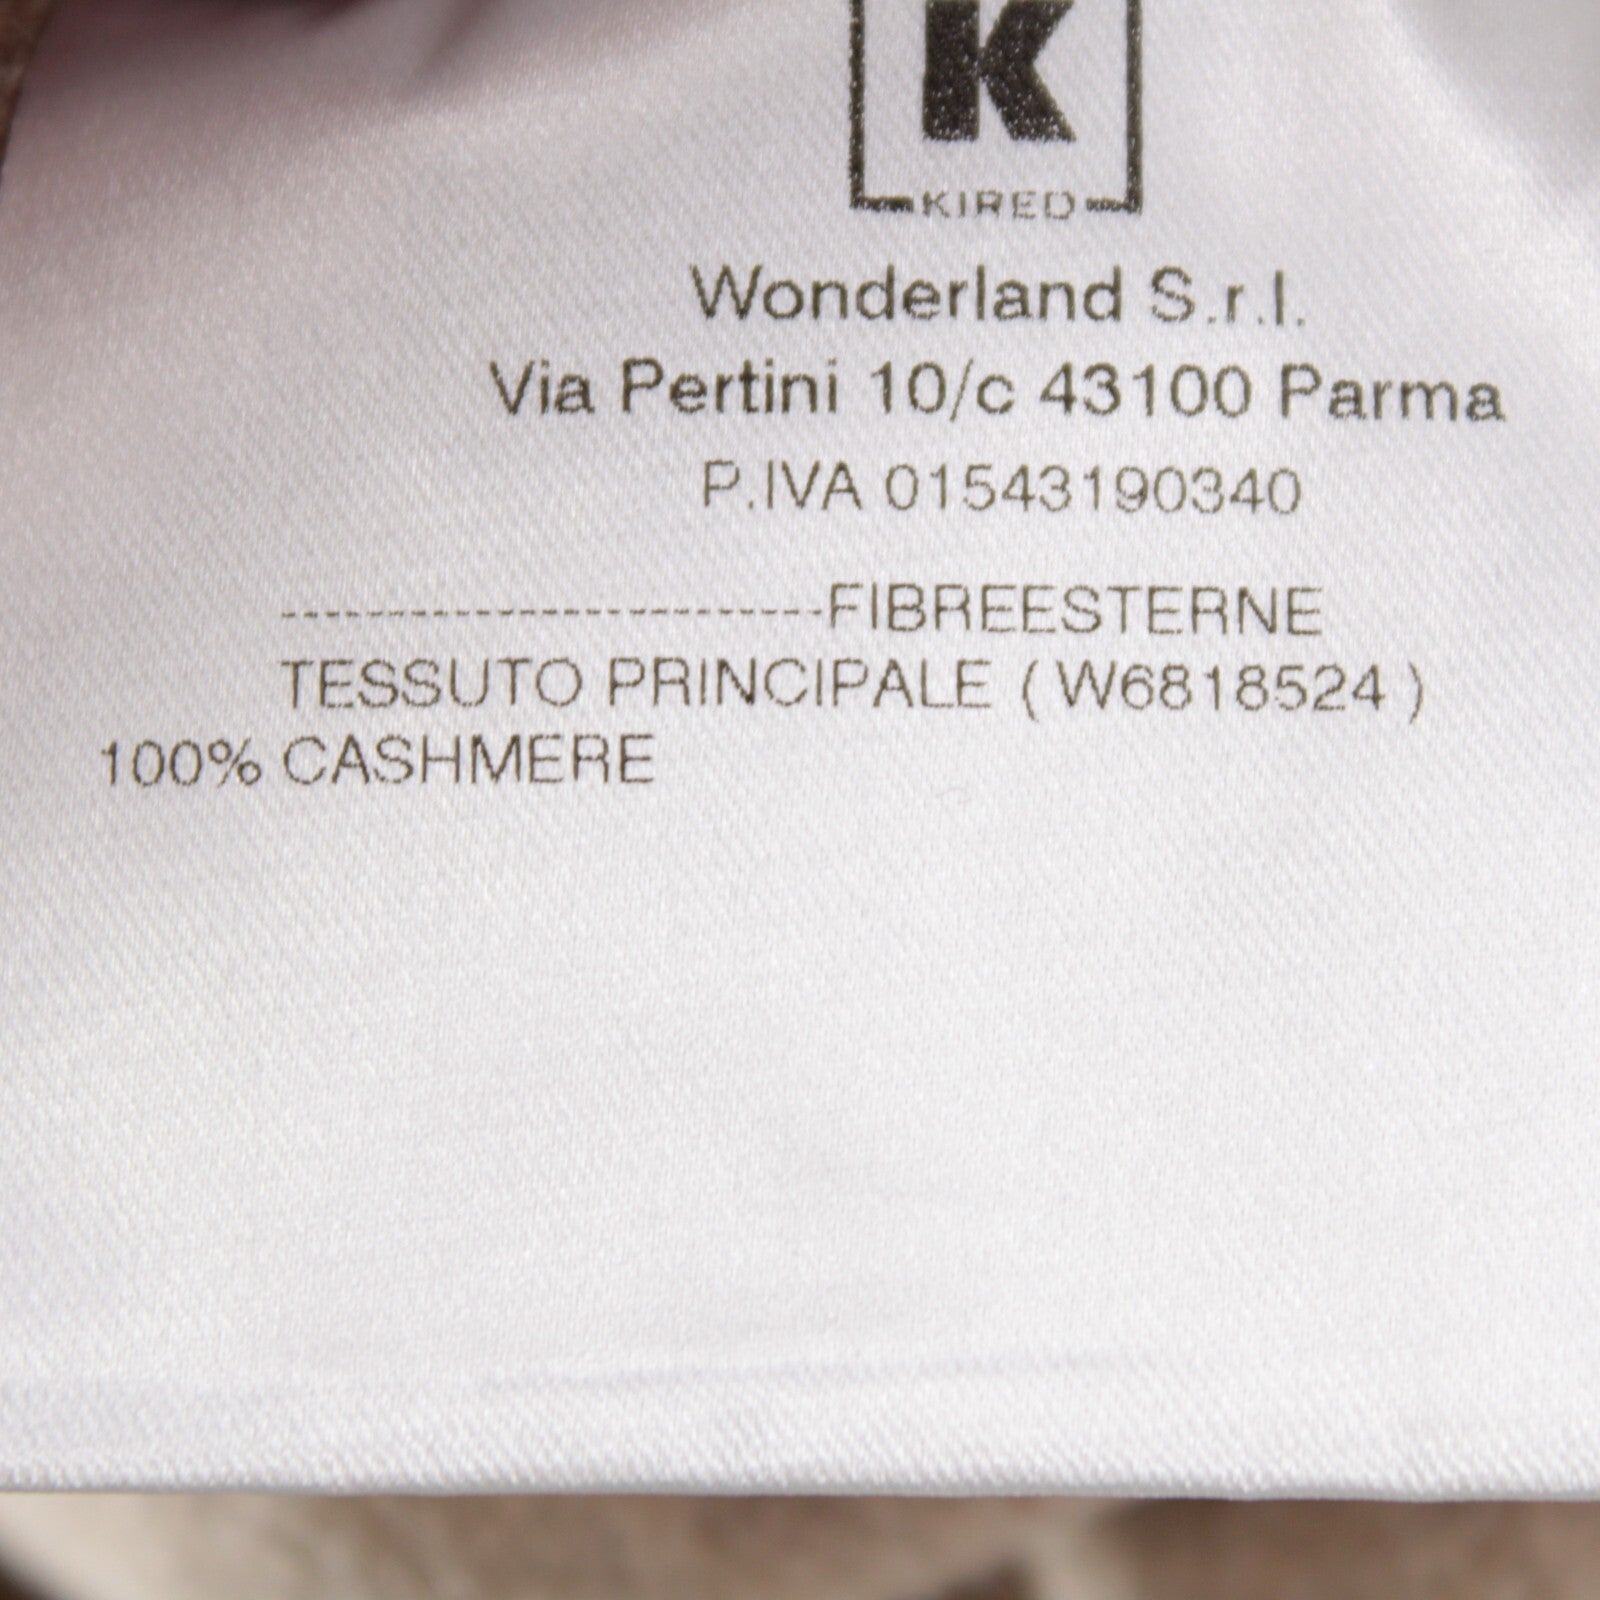 K
KIRED
Wonderland S.r.l.
Via Pertini 10/c 43100 Parma
P.IVA 01543190340
-------------------------FIBREESTERNE
TESSUTO PRINCIPALE ( W6818524 )
100% CASHMERE